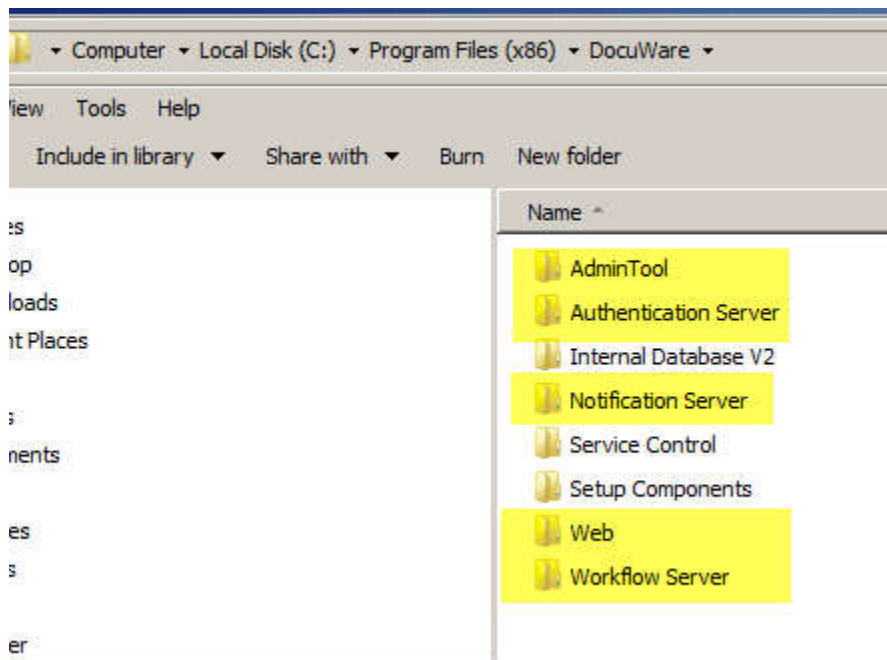 Computer Local Disk (C:) Program Files (x86) DocuWare
View Tools Help
Include in library Share with Burn New folder
Name
es
op
loads
nt Places
s
ments
es
s
er
AdminTool
Authentication Server
Internal Database V2
Notification Server
Service Control
Setup Components
Web
Workflow Server